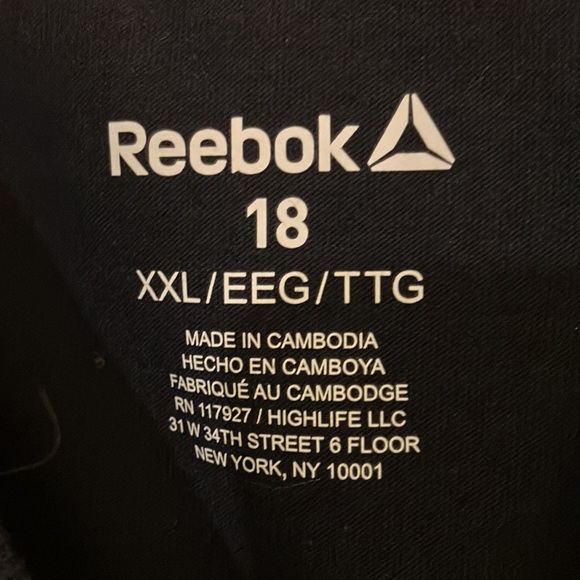 Reebok
18
XXL/EEG/TTG
MADE IN CAMBODIA
HECHO EN CAMBOYA
FABRIQUÉ AU CAMBODGE
RN 117927 / HIGHLIFE LLC
31 W 34TH STREET 6 FLOOR
NEW YORK, NY 10001